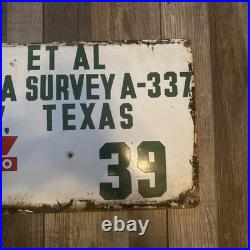 ET AL
A SURVEY A-337
, TEXAS
39